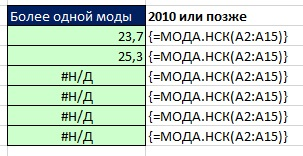 Более одной моды 2010 или позже
23,7 {=МОДА.НСК(A2:A15)}
25,3 {=МОДА.НСК(A2:A15)}
#Н/Д {=МОДА.НСК(A2:A15)}
#Н/Д {=МОДА.НСК(A2:A15)}
#Н/Д {=МОДА.НСК(A2:A15)}
#Н/Д {=МОДА.НСК(A2:A15)}